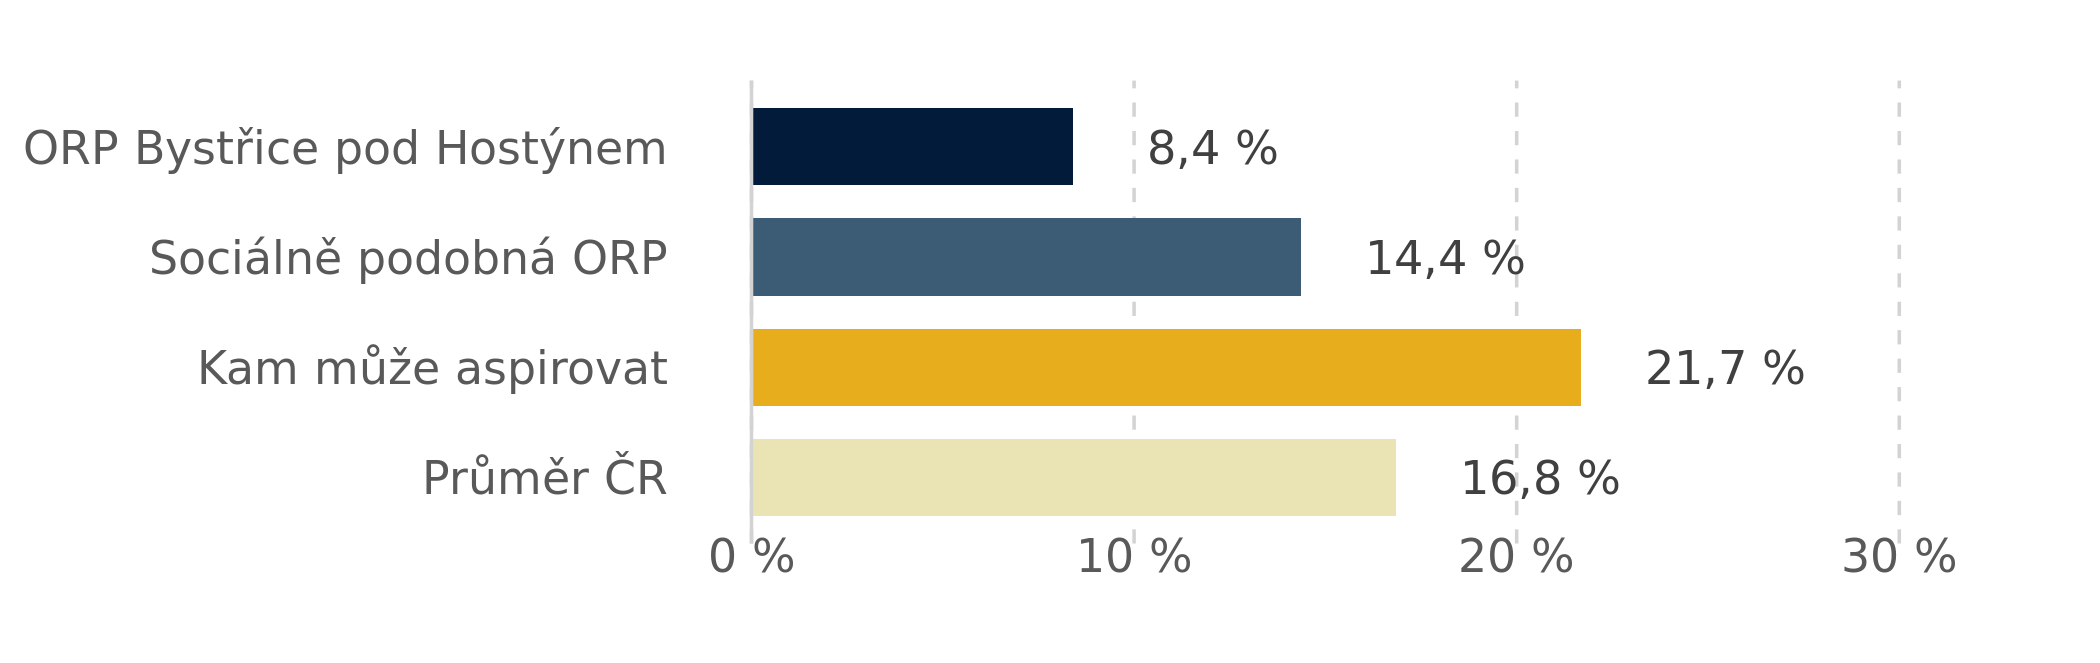 ORP Bystřice pod Hostýnem 8,4 %
Sociálně podobná ORP 14,4 %
Kam může aspirovat 21,7 %
Průměr ČR 16,8 %
0 % 10 % 20 % 30 %